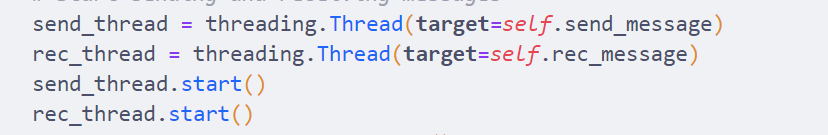 send_thread = threading.Thread(target=self.send_message)
rec_thread = threading.Thread(target=self.rec_message)
send_thread.start()
rec_thread.start()